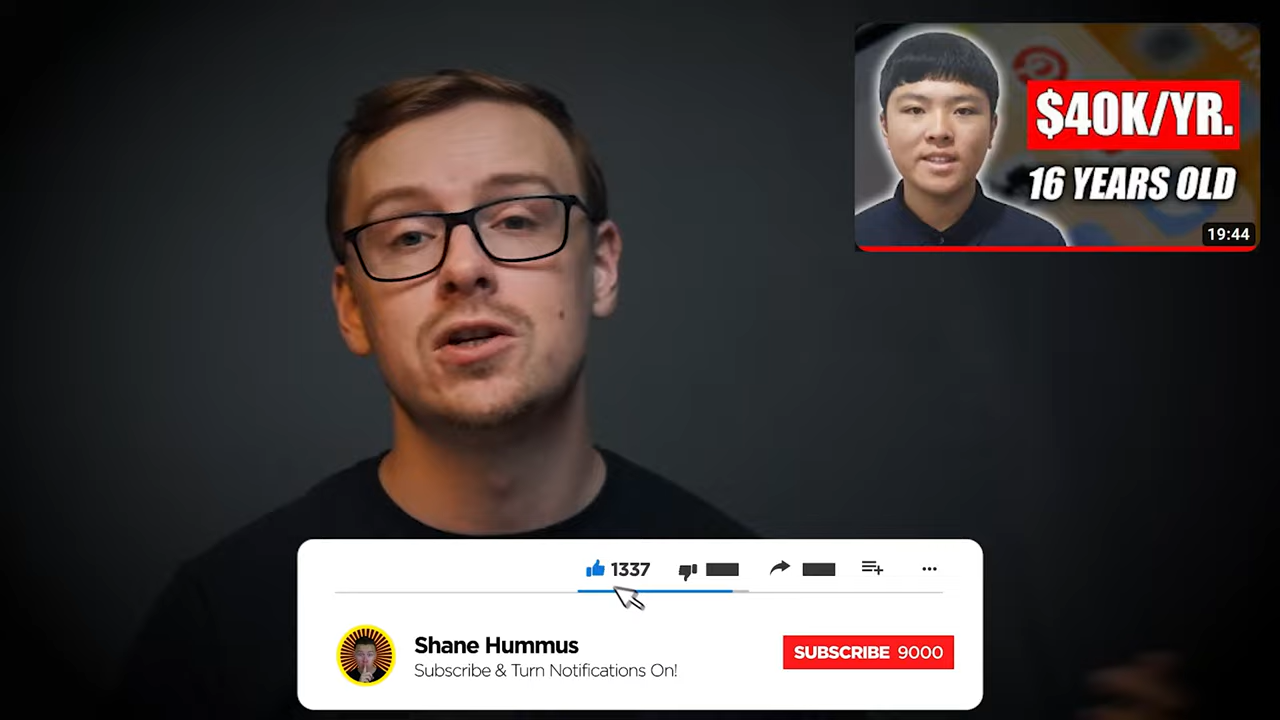 $40K/YR.
16 YEARS OLD
19:44
1337
Shane Hummus
Subscribe & Turn Notifications On!
SUBSCRIBE 9000